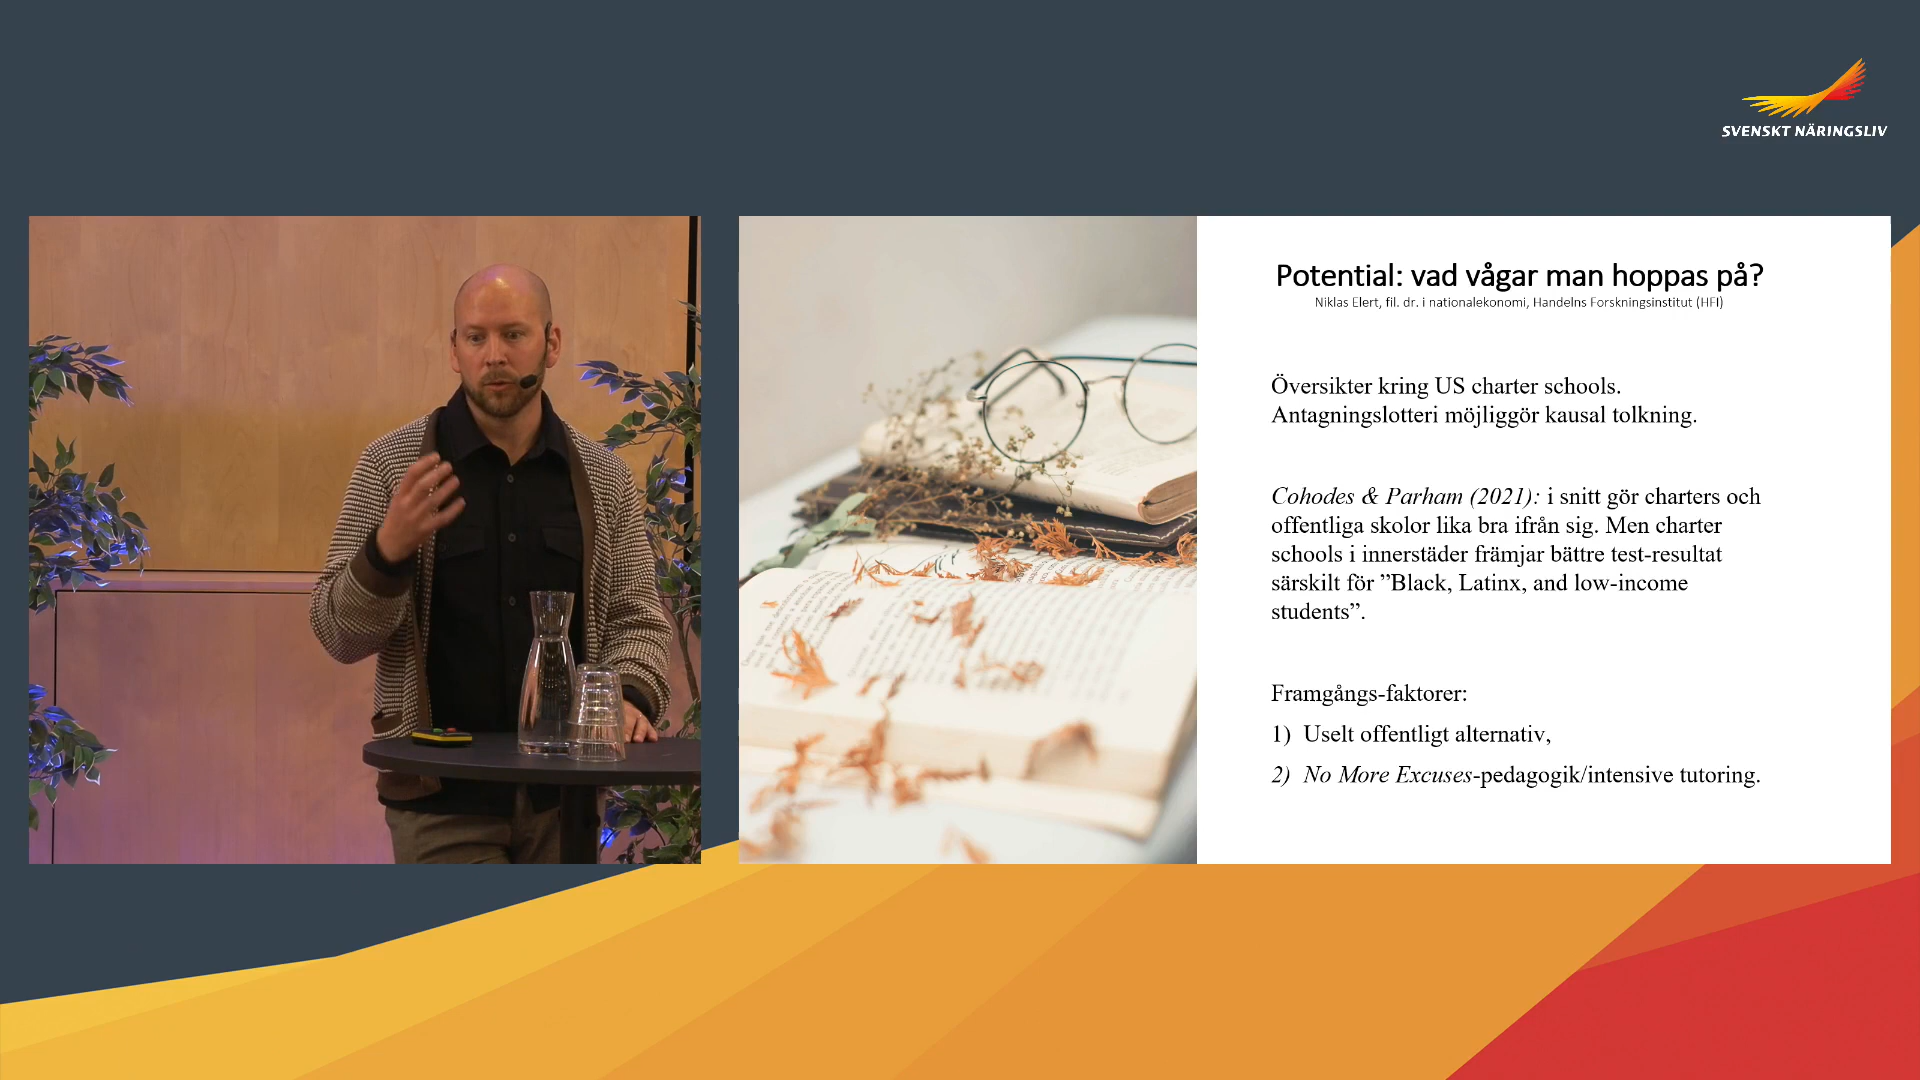 SVENSKT NÄRINGSLIV
Potential: vad vågar man hoppas på?
Niklas Elert, fil. dr. i nationalekonomi, Handelns Forskningsinstitut (HFI)
Översikter kring US charter schools.
Antagningslotteri möjliggör kausal tolkning.
Cohodes & Parham (2021): i snitt gör charters och
offentliga skolor lika bra ifrån sig. Men charter
schools i innerstäder främjar bättre test-resultat
särskilt för ”Black, Latinx, and low-income
students”.
Framgångs-faktorer:
1) Uselt offentligt alternativ,
2) No More Excuses-pedagogik/intensive tutoring.